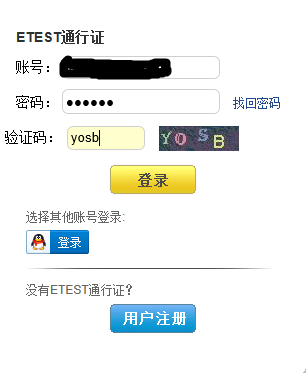 ETEST通行证
账号：
密码： ●●●●●● 找回密码
验证码： yosb YOSB
登录
选择其他账号登录:
登录
没有ETEST通行证？
用户注册